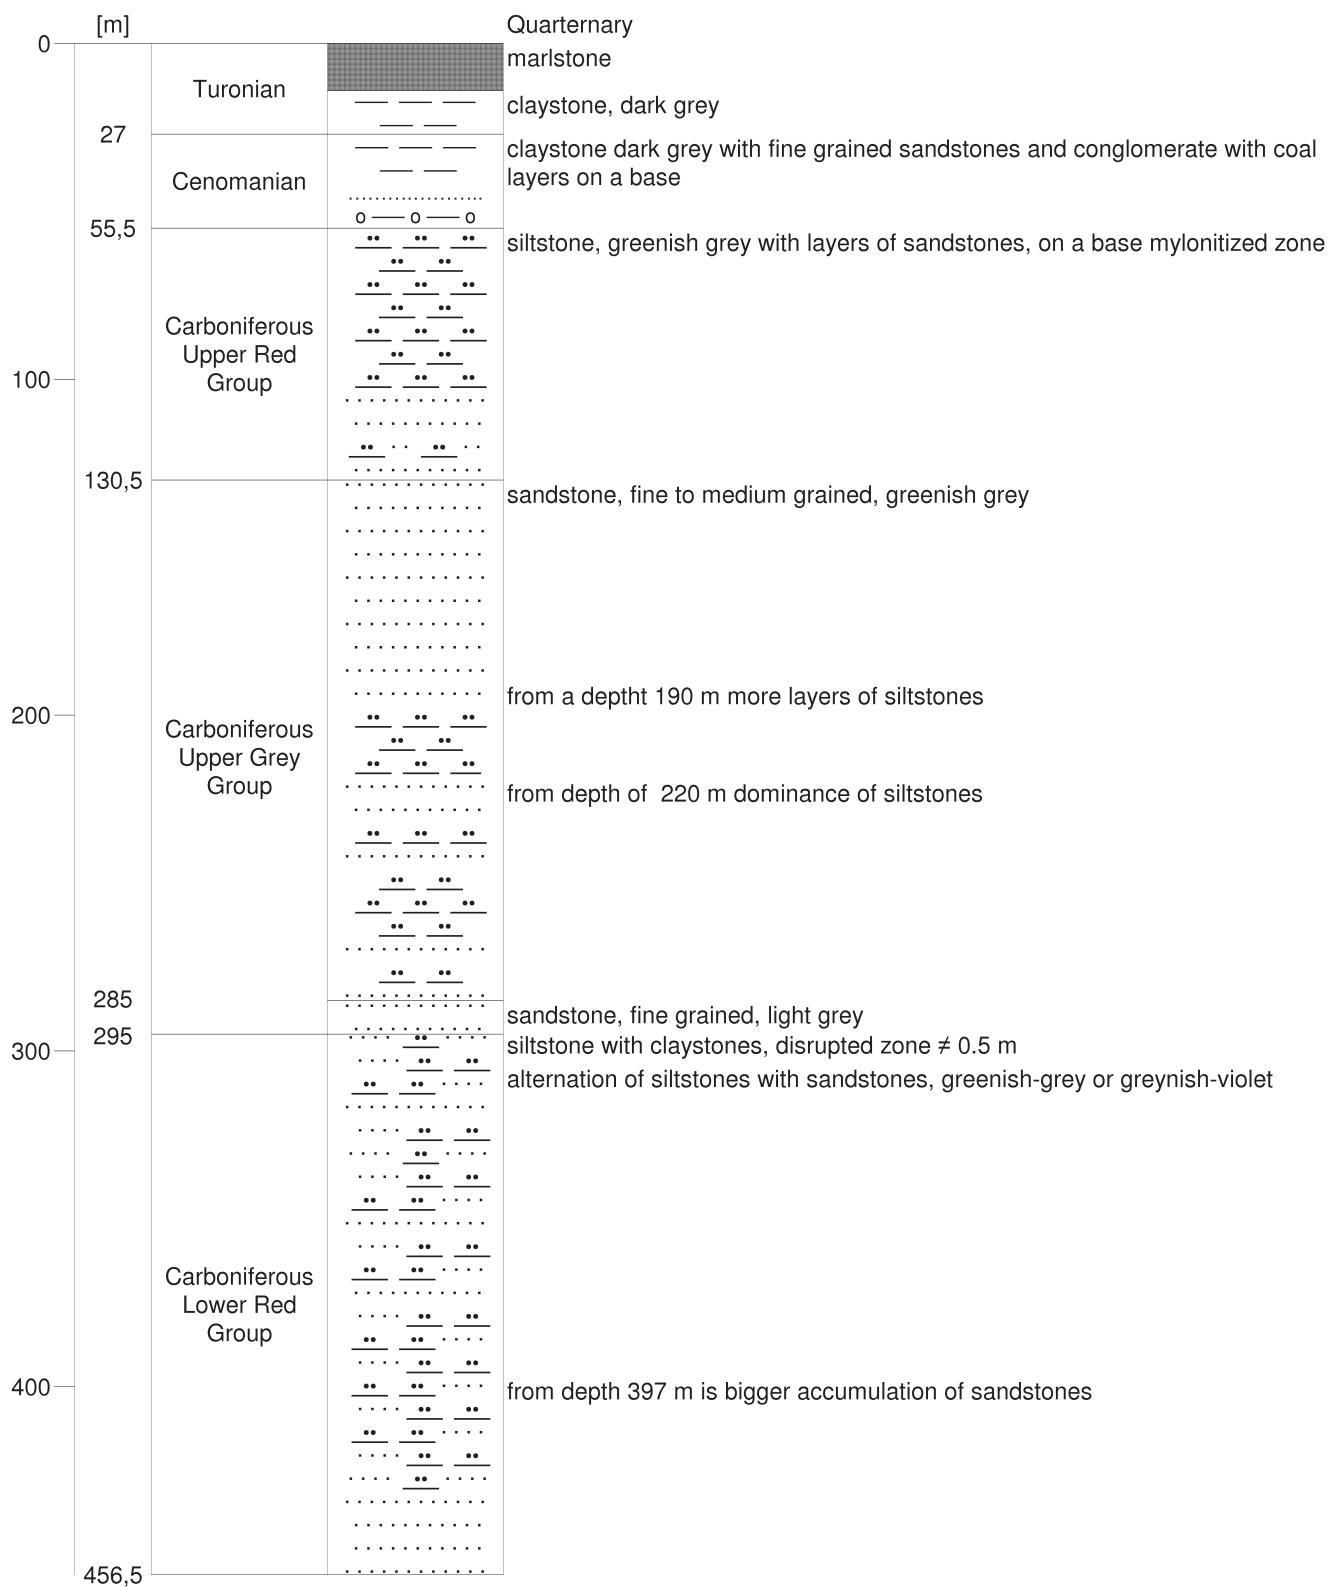 [m]
Quarternary
0
marlstone
Turonian
claystone, dark grey
27
claystone dark grey with fine grained sandstones and conglomerate with coal
layers on a base
Cenomanian
55,5
siltstone, greenish grey with layers of sandstones, on a base mylonitized zone
Carboniferous
Upper Red
Group
100
130,5
sandstone, fine to medium grained, greenish grey
from a deptht 190 m more layers of siltstones
200
Carboniferous
Upper Grey
Group
from depth of  220 m dominance of siltstones
285
sandstone, fine grained, light grey
295
siltstone with claystones, disrupted zone ≠ 0.5 m
300
alternation of siltstones with sandstones, greenish-grey or greynish-violet
Carboniferous
Lower Red
Group
400
from depth 397 m is bigger accumulation of sandstones
456,5